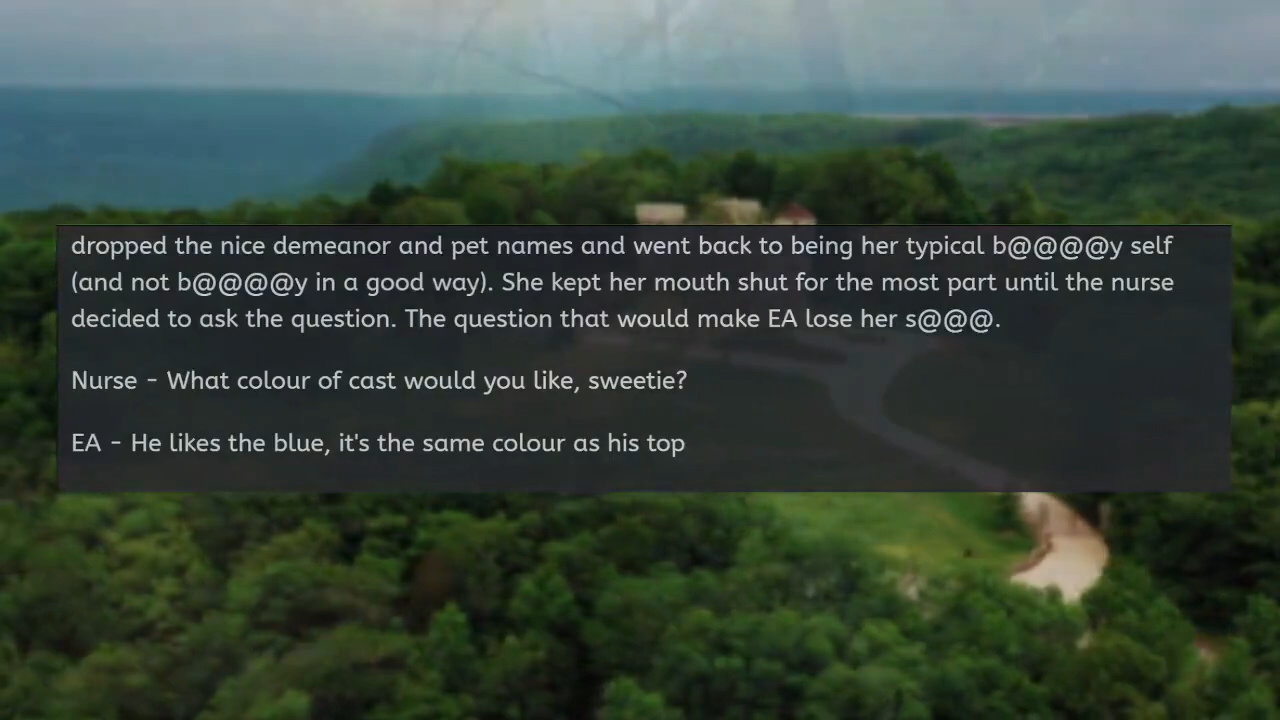 dropped the nice demeanor and pet names and went back to being her typical b@@@@y self
(and not b@@@@y in a good way). She kept her mouth shut for the most part until the nurse
decided to ask the question. The question that would make EA lose her s@@@.
Nurse - What colour of cast would you like, sweetie?
EA - He likes the blue, it's the same colour as his top